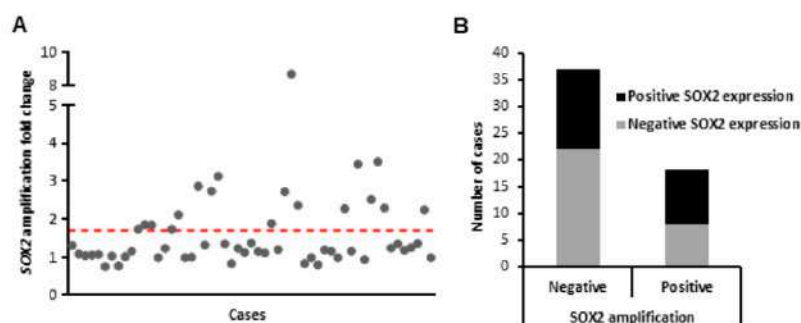 A
SOX2 amplification fold change
10
8
5
4
3
2
1
0
Cases
B
Number of cases
40
35
30
25
20
15
10
5
0
Positive SOX2 expression
Negative SOX2 expression
Negative Positive
SOX2 amplification